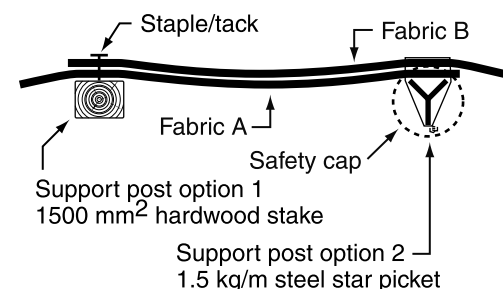 Staple/tack
Fabric B
Fabric A
Safety cap
Support post option 1
1500 mm2 hardwood stake
Support post option 2
1.5 kg/m steel star picket